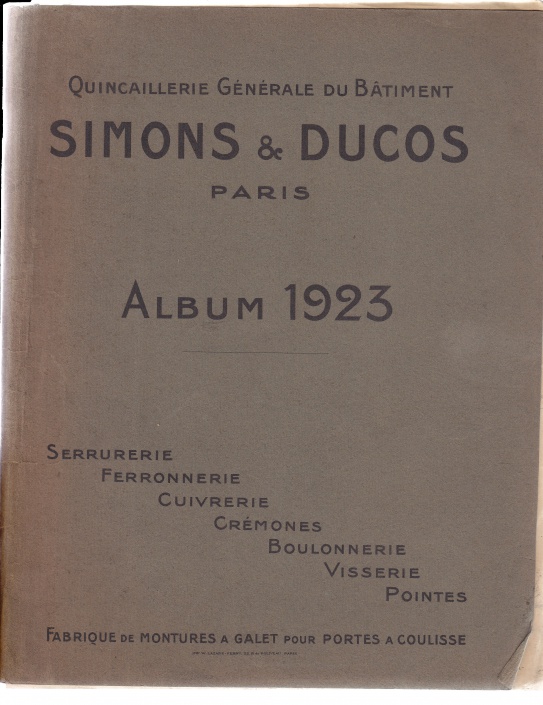 QUINCAILLERIE GÉNÉRALE DU BÂTIMENT
SIMONS & DUCOS
PARIS
ALBUM 1923
SERRURERIE
FERRONNERIE
CUIVRERIE
CRÉMONES
BOULONNERIE
VISSERIE
POINTES
FABRIQUE DE MONTURES A GALET POUR PORTES A COULISSE